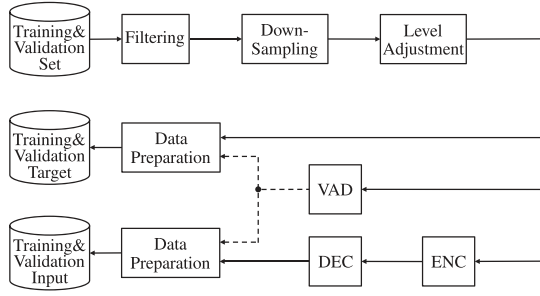 Training&
Validation
Set
Filtering
Down-
Sampling
Level
Adjustment
Training&
Validation
Target
Data
Preparation
VAD
Training&
Validation
Input
Data
Preparation
DEC
ENC